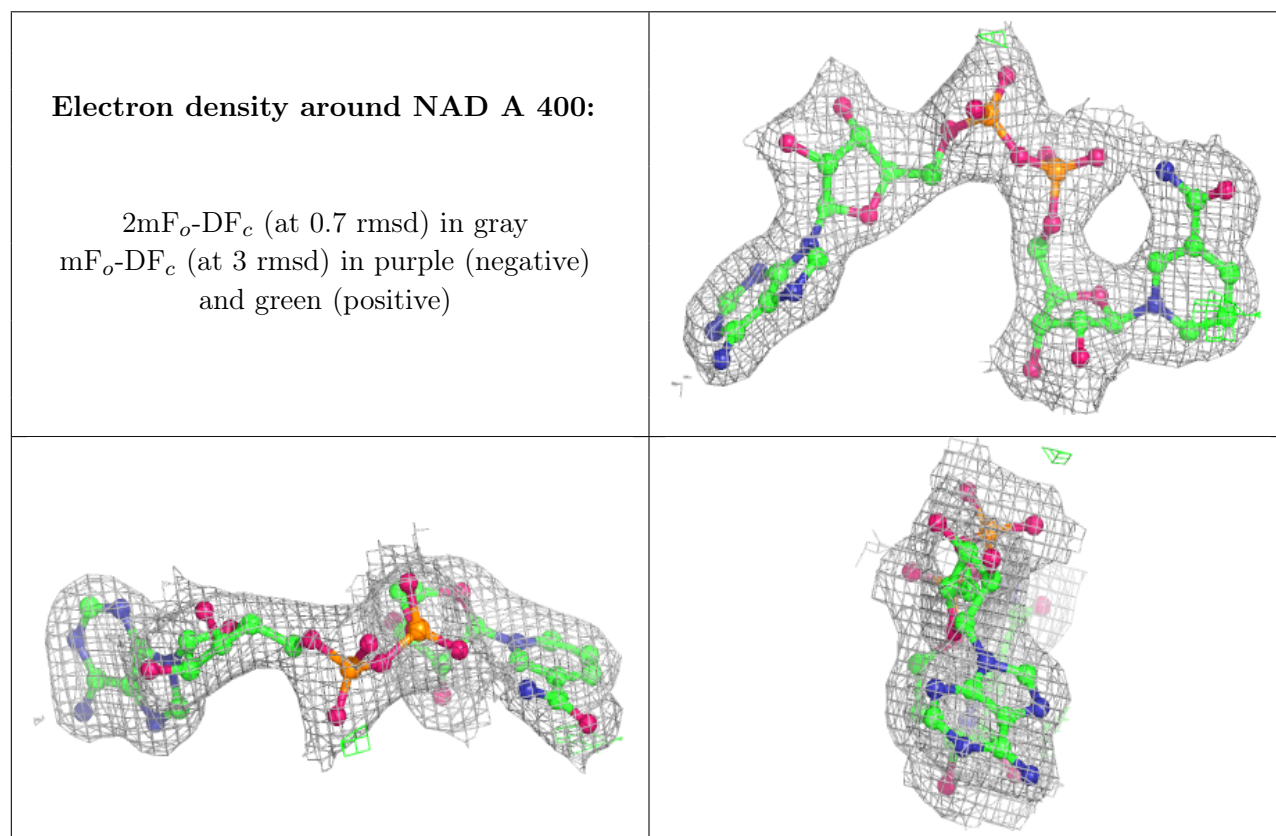 Electron density around NAD A 400:
2mFo-DFc (at 0.7 rmsd) in gray
mFo-DFc (at 3 rmsd) in purple (negative)
and green (positive)